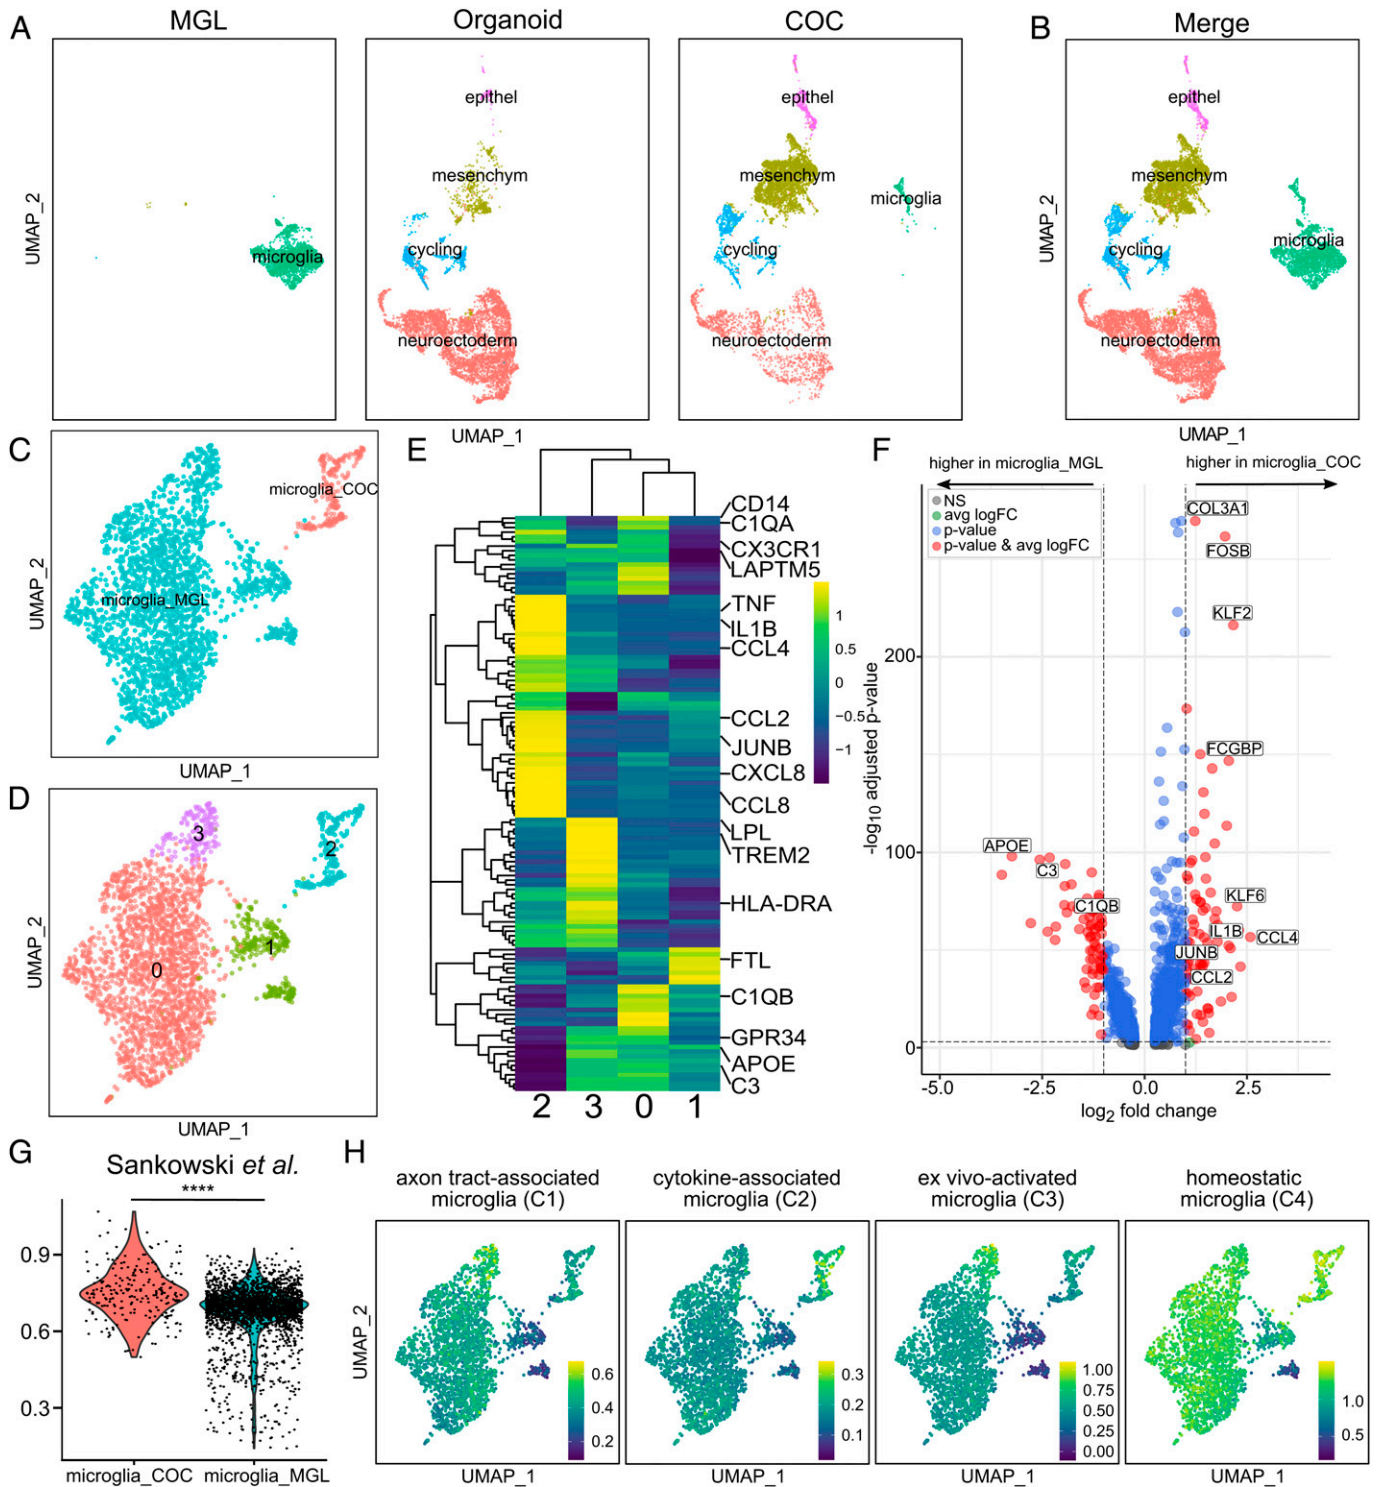 A
MGL
Organoid
COC
B
Merge
UMAP_2
microglia
epithel
mesenchym
cycling
neuroectoderm
epithel
mesenchym
microglia
cycling
neuroectoderm
UMAP_1
UMAP_2
epithel
mesenchym
microglia
cycling
neuroectoderm
UMAP_1
C
UMAP_2
microglia_COC
microglia_MGL
UMAP_1
D
UMAP_2
3
2
1
0
UMAP_1
E
CD14
C1QA
CX3CR1
LAPTM5
TNF
IL1B
CCL4
CCL2
JUNB
CXCL8
CCL8
LPL
TREM2
HLA-DRA
FTL
C1QB
GPR34
APOE
C3
2 3 0 1
1
0.5
0
−0.5
−1
F
higher in microglia_MGL
higher in microglia_COC
NS
avg logFC
p-value
p-value & avg logFC
COL3A1
FOSB
KLF2
FCGBP
APOE
C3
C1QB
KLF6
IL1B
CCL4
JUNB
CCL2
-log10 adjusted p-value
200
100
0
-5.0 -2.5 0.0 2.5
log2 fold change
G
Sankowski et al.
****
0.9
0.6
0.3
microglia_COC microglia_MGL
H
axon tract-associated
microglia (C1)
cytokine-associated
microglia (C2)
ex vivo-activated
microglia (C3)
homeostatic
microglia (C4)
UMAP_2
0.6
0.4
0.2
0.3
0.2
0.1
1.00
0.75
0.50
0.25
0.00
1.0
0.5
UMAP_1
UMAP_1
UMAP_1
UMAP_1